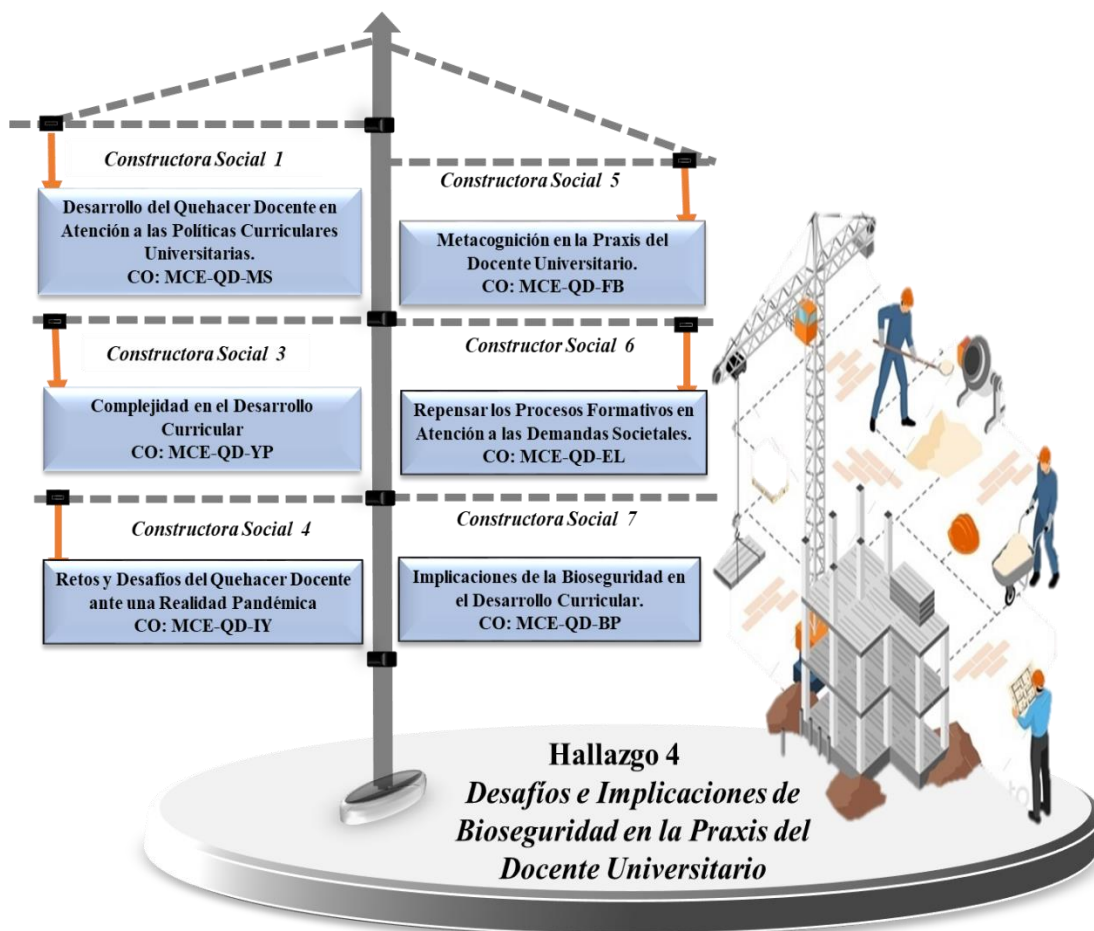 Constructora Social 1
Desarrollo del Quehacer Docente en
Atención a las Políticas Curriculares
Universitarias.
CO: MCE-QD-MS
Constructora Social 5
Metacognición en la Praxis del
Docente Universitario.
CO: MCE-QD-FB
Constructora Social 3
Complejidad en el Desarrollo
Curricular
CO: MCE-QD-YP
Constructor Social 6
Repensar los Procesos Formativos en
Atención a las Demandas Societales.
CO: MCE-QD-EL
Constructora Social 4
Retos y Desafíos del Quehacer Docente
ante una Realidad Pandémica
CO: MCE-QD-IY
Constructora Social 7
Implicaciones de la Bioseguridad en
el Desarrollo Curricular.
CO: MCE-QD-BP
Hallazgo 4
Desafíos e Implicaciones de
Bioseguridad en la Praxis del
Docente Universitario